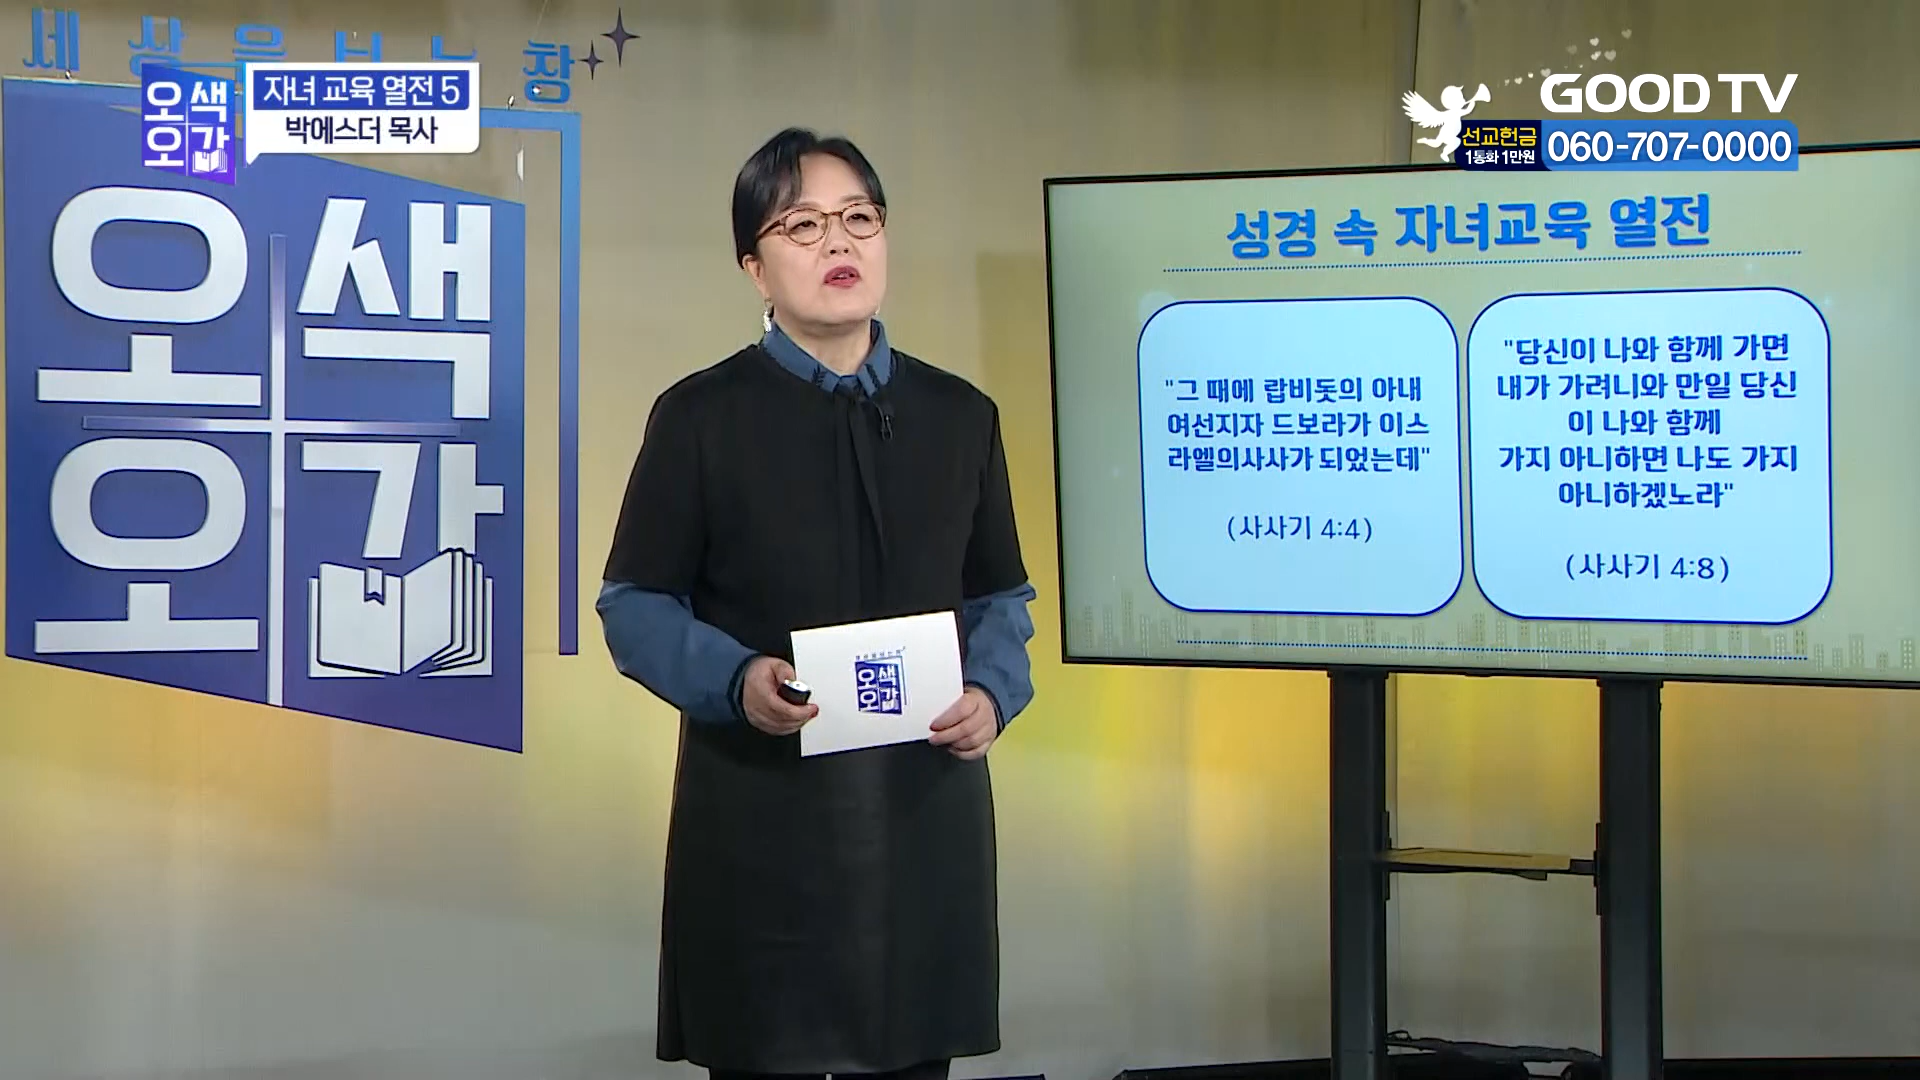 세상을보는창
오색
오감
자녀 교육 열전 5
박에스더 목사
GOOD TV
선교헌금
1통화 1만원
060-707-0000
오색
오감
성경 속 자녀교육 열전
"그 때에 랍비돗의 아내
여선지자 드보라가 이스
라엘의사사가 되었는데"
(사사기 4:4)
"당신이 나와 함께 가면
내가 가려니와 만일 당신
이 나와 함께
가지 아니하면 나도 가지
아니하겠노라"
(사사기 4:8)
오색
오감